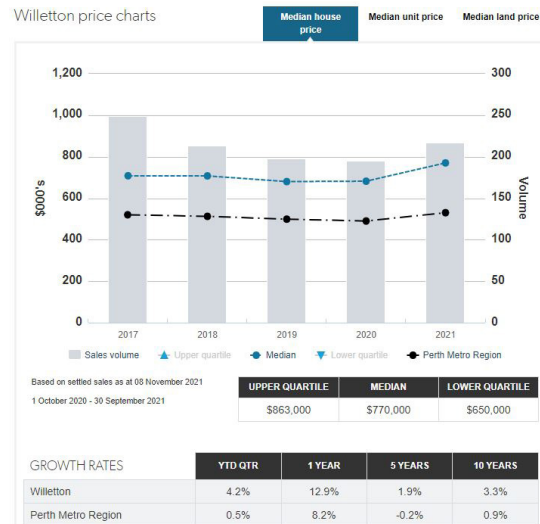 Willetton price charts
Median house price
Median unit price
Median land price
1,200
1,000
800
600
400
200
0
$000's
300
250
200
150
100
50
0
Volume
2017 2018 2019 2020 2021
Sales volume Upper quartile Median Lower quartile Perth Metro Region
Based on settled sales as at 08 November 2021
1 October 2020 - 30 September 2021
UPPER QUARTILE MEDIAN LOWER QUARTILE
$863,000 $770,000 $650,000
GROWTH RATES YTD QTR 1 YEAR 5 YEARS 10 YEARS
Willetton 4.2% 12.9% 1.9% 3.3%
Perth Metro Region 0.5% 8.2% -0.2% 0.9%